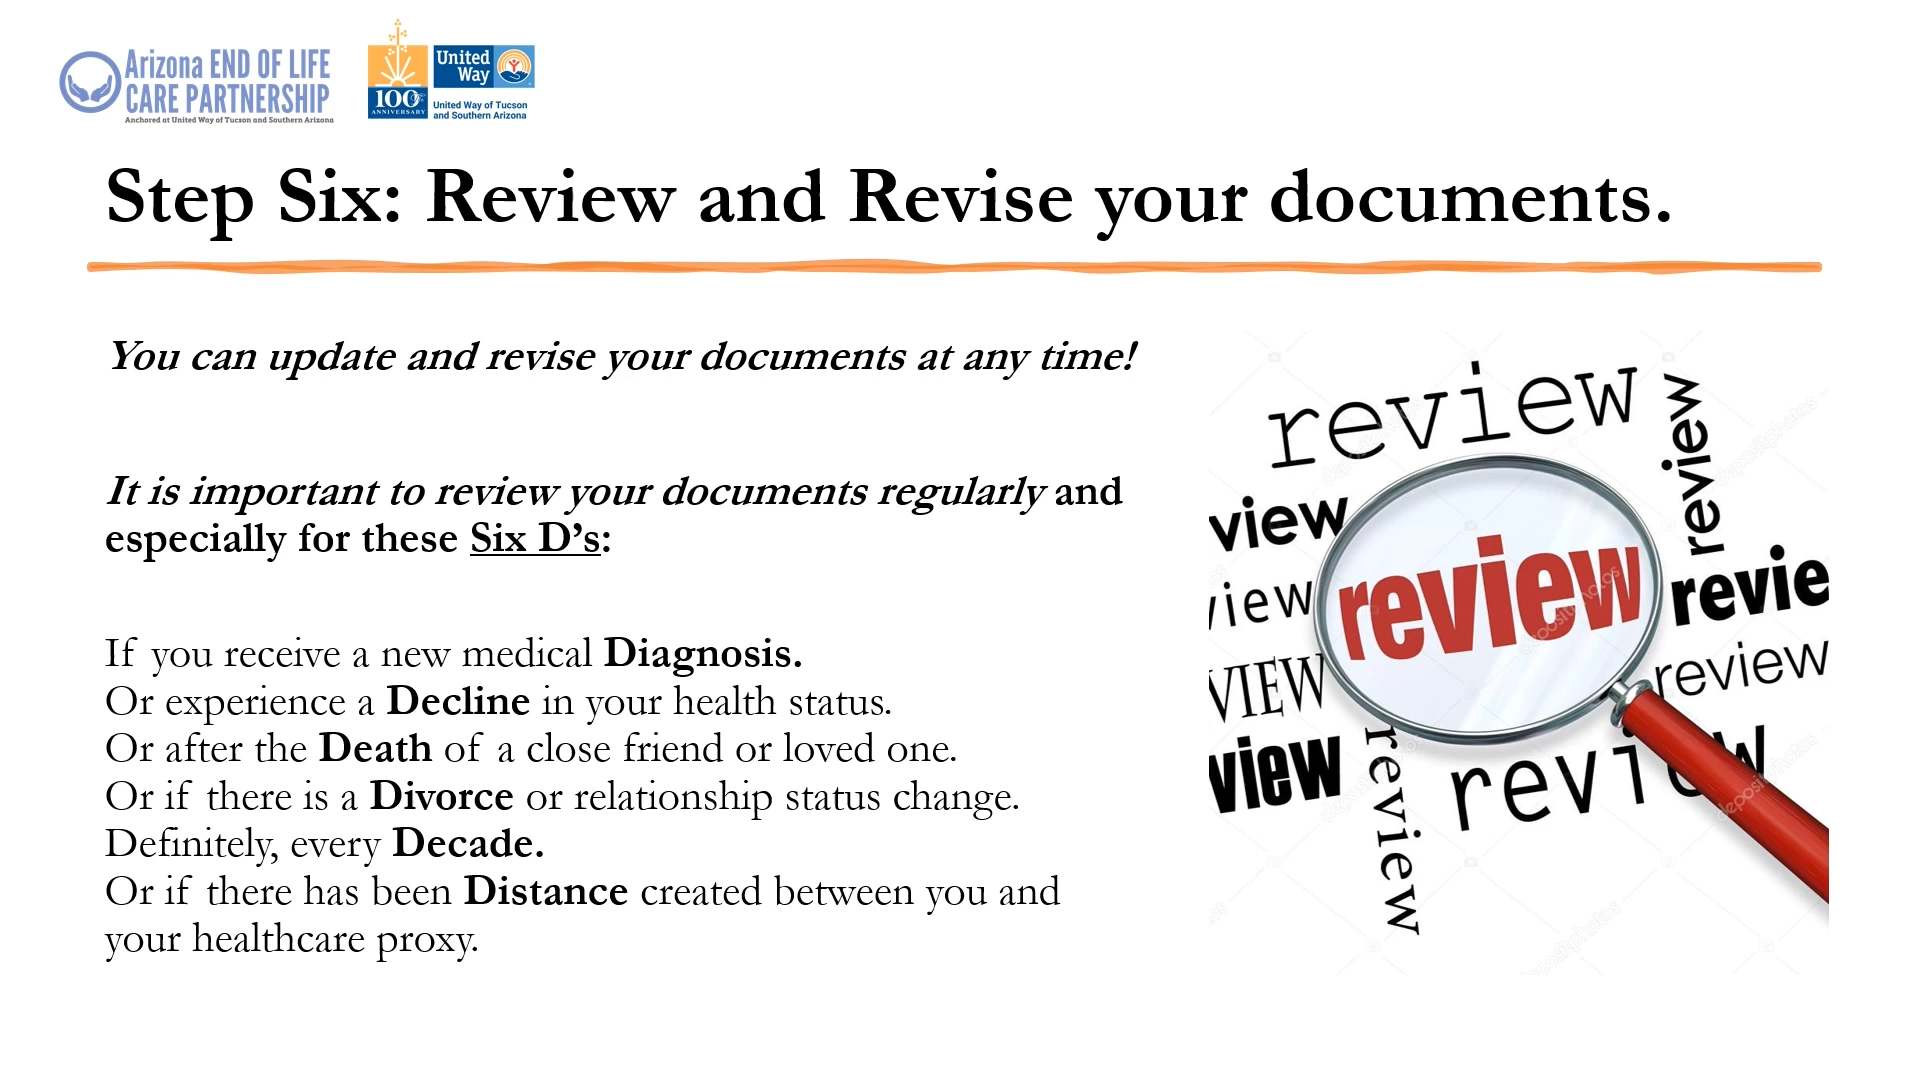 Arizona END OF LIFE
CARE PARTNERSHIP
Anchored at United Way of Tucson and Southern Arizona
100
ANNIVERSARY
United
Way
United Way of Tucson
and Southern Arizona
Step Six: Review and Revise your documents.
You can update and revise your documents at any time!
It is important to review your documents regularly and
especially for these Six D’s:
If you receive a new medical Diagnosis.
Or experience a Decline in your health status.
Or after the Death of a close friend or loved one.
Or if there is a Divorce or relationship status change.
Definitely, every Decade.
Or if there has been Distance created between you and
your healthcare proxy.
review
review
view
review
view
revie
VIEW
review
view
review
review
depositphotos